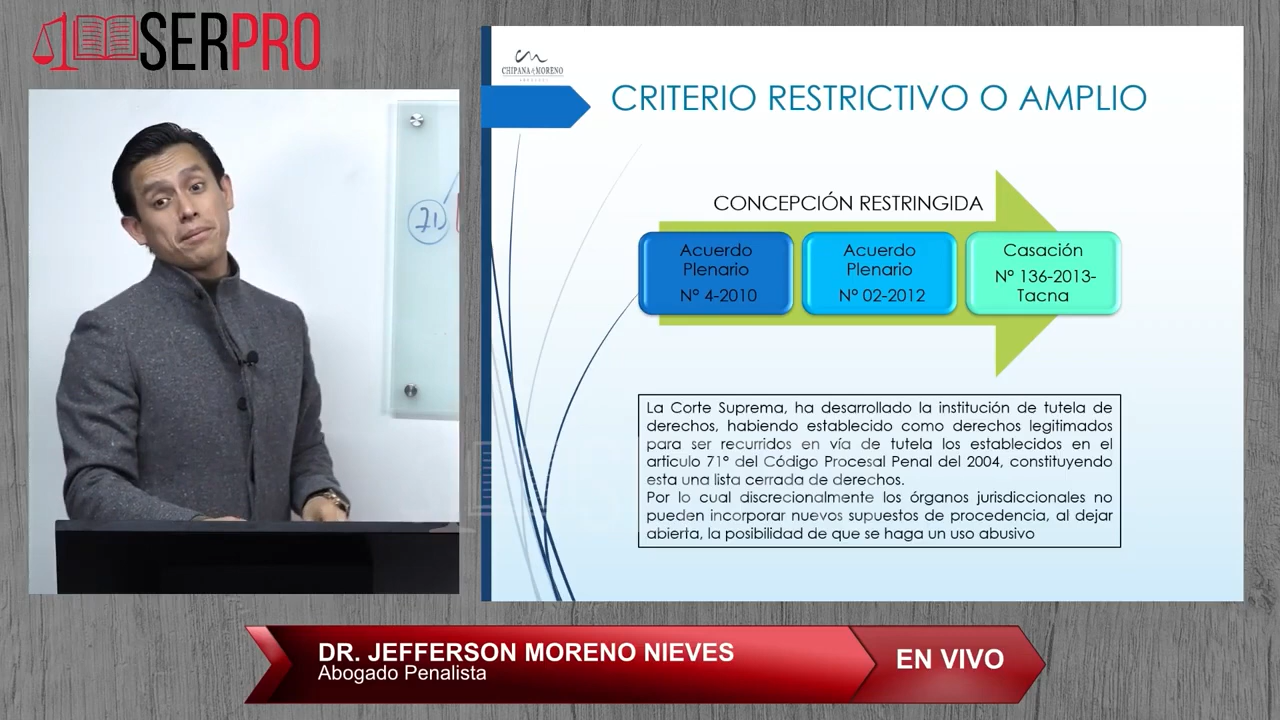 SERPRO
CHIPANA & MORENO
CRITERIO RESTRICTIVO O AMPLIO
CONCEPCIÓN RESTRINGIDA
Acuerdo
Plenario
N° 4-2010
Acuerdo
Plenario
N° 02-2012
Casación
N° 136-2013-
Tacna
La Corte Suprema, ha desarrollado la institución de tutela de
derechos, habiendo establecido como derechos legitimados
para ser recurridos en vía de tutela los establecidos en el
articulo 71° del Código Procesal Penal del 2004, constituyendo
esta una lista cerrada de derechos.
Por lo cual discrecionalmente los órganos jurisdiccionales no
pueden incorporar nuevos supuestos de procedencia, al dejar
abierta, la posibilidad de que se haga un uso abusivo
71
DR. JEFFERSON MORENO NIEVES
Abogado Penalista
EN VIVO